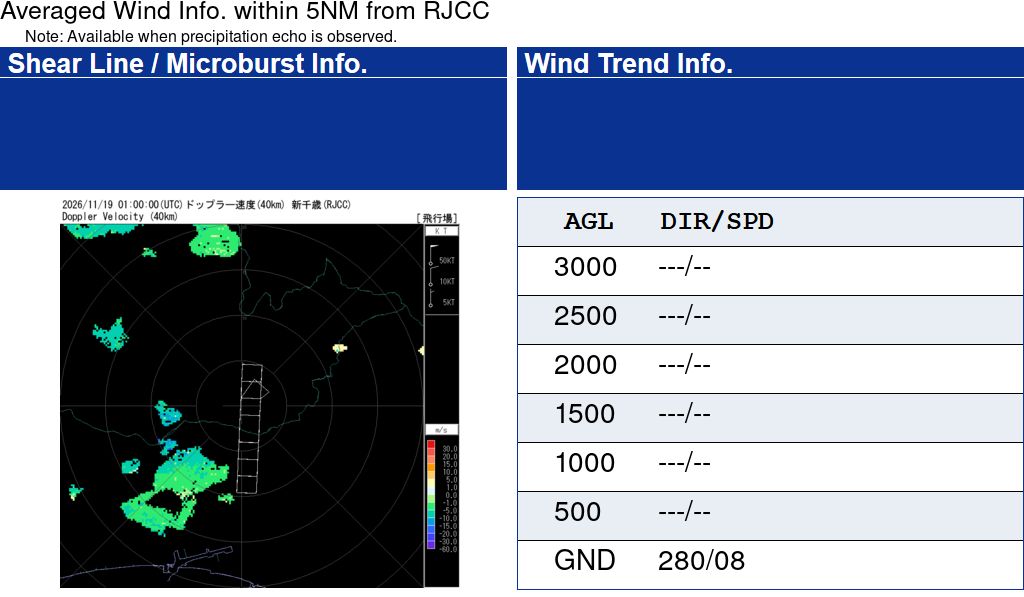 Averaged Wind Info. within 5NM from RJCC
Note: Available when precipitation echo is observed.
Shear Line / Microburst Info.
Wind Trend Info.
2026/11/19 01:00:00(UTC) ドップラー速度(40km) 新千歳(RJCC)
Doppler Velocity (40km)
[飛行場]
KT
50KT
10KT
5KT
m/s
30.0
20.0
15.0
10.0
5.0
1.0
0.0
-1.0
-5.0
-10.0
-15.0
-20.0
-30.0
-60.0
AGL DIR/SPD
3000 ---/--
2500 ---/--
2000 ---/--
1500 ---/--
1000 ---/--
500 ---/--
GND 280/08